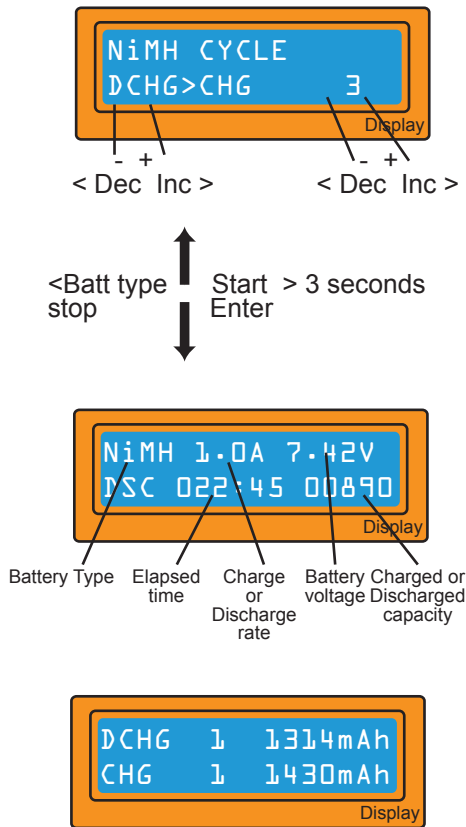 NiMH CYCLE
DCHG>CHG 3
Display
- + - +
< Dec Inc > < Dec Inc >
<Batt type Start > 3 seconds
stop Enter
NiMH 1.0A 7.42V
DSC 022:45 00890
Display
Battery Type Elapsed Charge Battery Charged or
time or voltage Discharged
Discharge capacity
rate
DCHG 1 1314mAh
CHG 1 1430mAh
Display